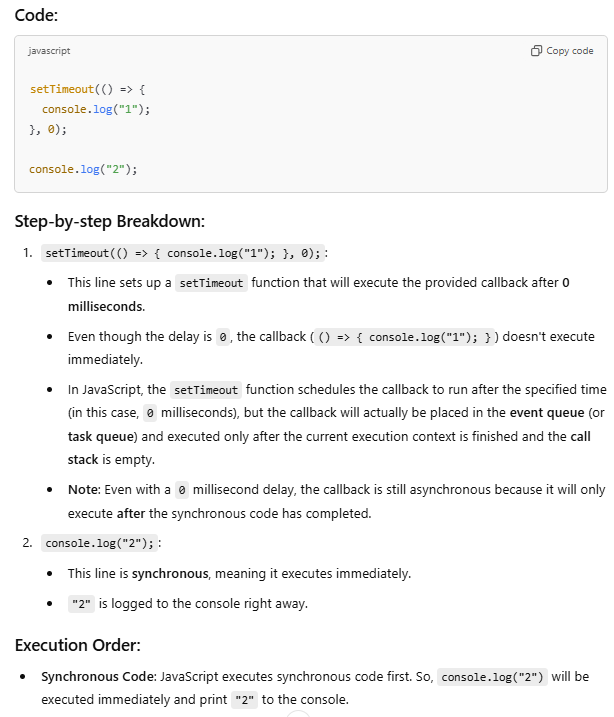 Code:
javascript
Copy code
setTimeout(() => {
  console.log("1");
}, 0);
console.log("2");
Step-by-step Breakdown:
1. setTimeout(() => { console.log("1"); }, 0); :
• This line sets up a setTimeout function that will execute the provided callback after 0
milliseconds.
• Even though the delay is 0 , the callback ( () => { console.log("1"); } ) doesn't execute
immediately.
• In JavaScript, the setTimeout function schedules the callback to run after the specified time
(in this case, 0 milliseconds), but the callback will actually be placed in the event queue (or
task queue) and executed only after the current execution context is finished and the call
stack is empty.
• Note: Even with a 0 millisecond delay, the callback is still asynchronous because it will only
execute after the synchronous code has completed.
2. console.log("2"); :
• This line is synchronous, meaning it executes immediately.
• "2" is logged to the console right away.
Execution Order:
• Synchronous Code: JavaScript executes synchronous code first. So, console.log("2") will be
executed immediately and print "2" to the console.